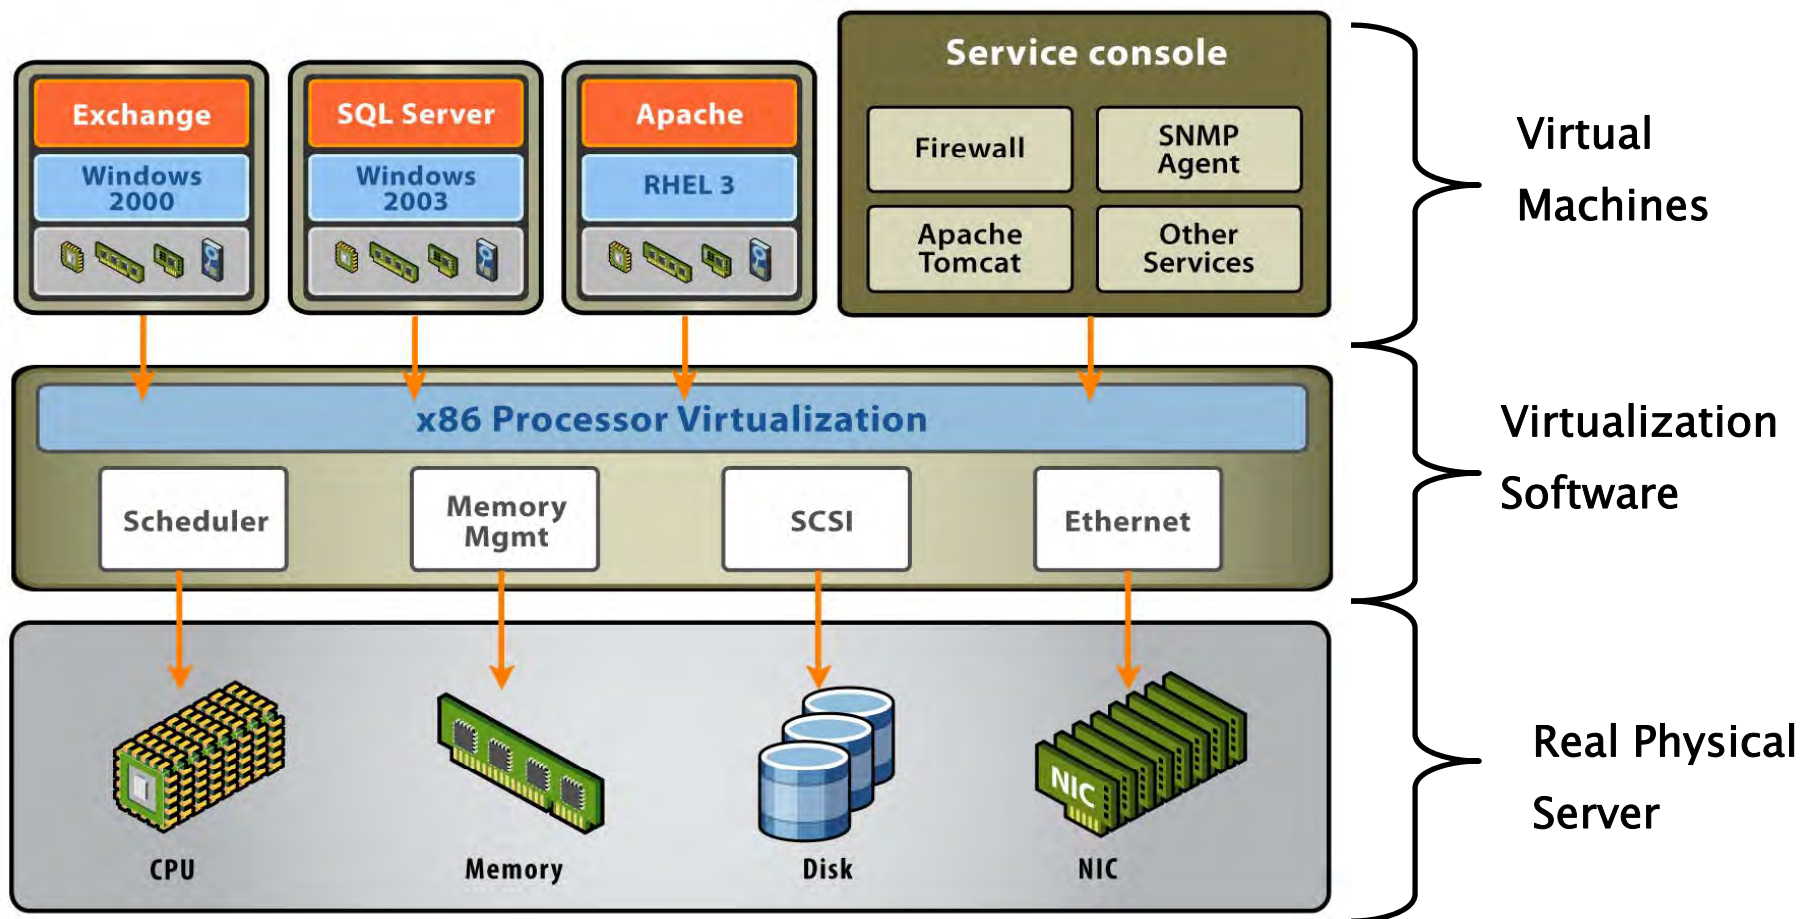 Service console
Exchange
Windows
2000
SQL Server
Windows
2003
Apache
RHEL 3
Firewall
SNMP
Agent
Apache
Tomcat
Other
Services
Virtual
Machines
x86 Processor Virtualization
Scheduler
Memory
Mgmt
SCSI
Ethernet
Virtualization
Software
NIC
CPU
Memory
Disk
NIC
Real Physical
Server